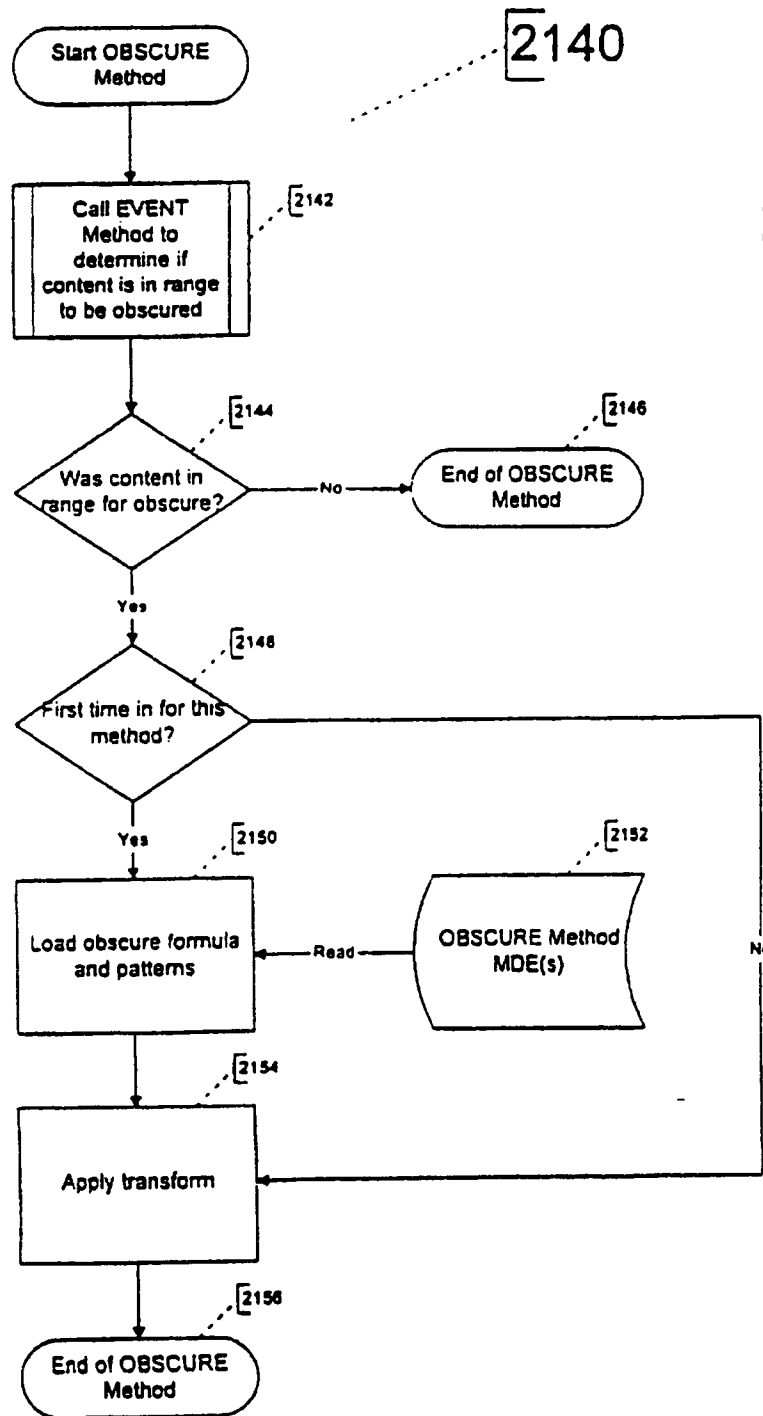 Start OBSCURE
Method
2140
Call EVENT
Method to
determine if
content is in range
to be obscured
2142
2144
Was content in
range for obscure?
No
2146
End of OBSCURE
Method
Yes
2148
First time in for this
method?
Yes
2150
2152
Load obscure formula
and patterns
Read
OBSCURE Method
MDE(s)
2154
Apply transform
2156
End of OBSCURE
Method